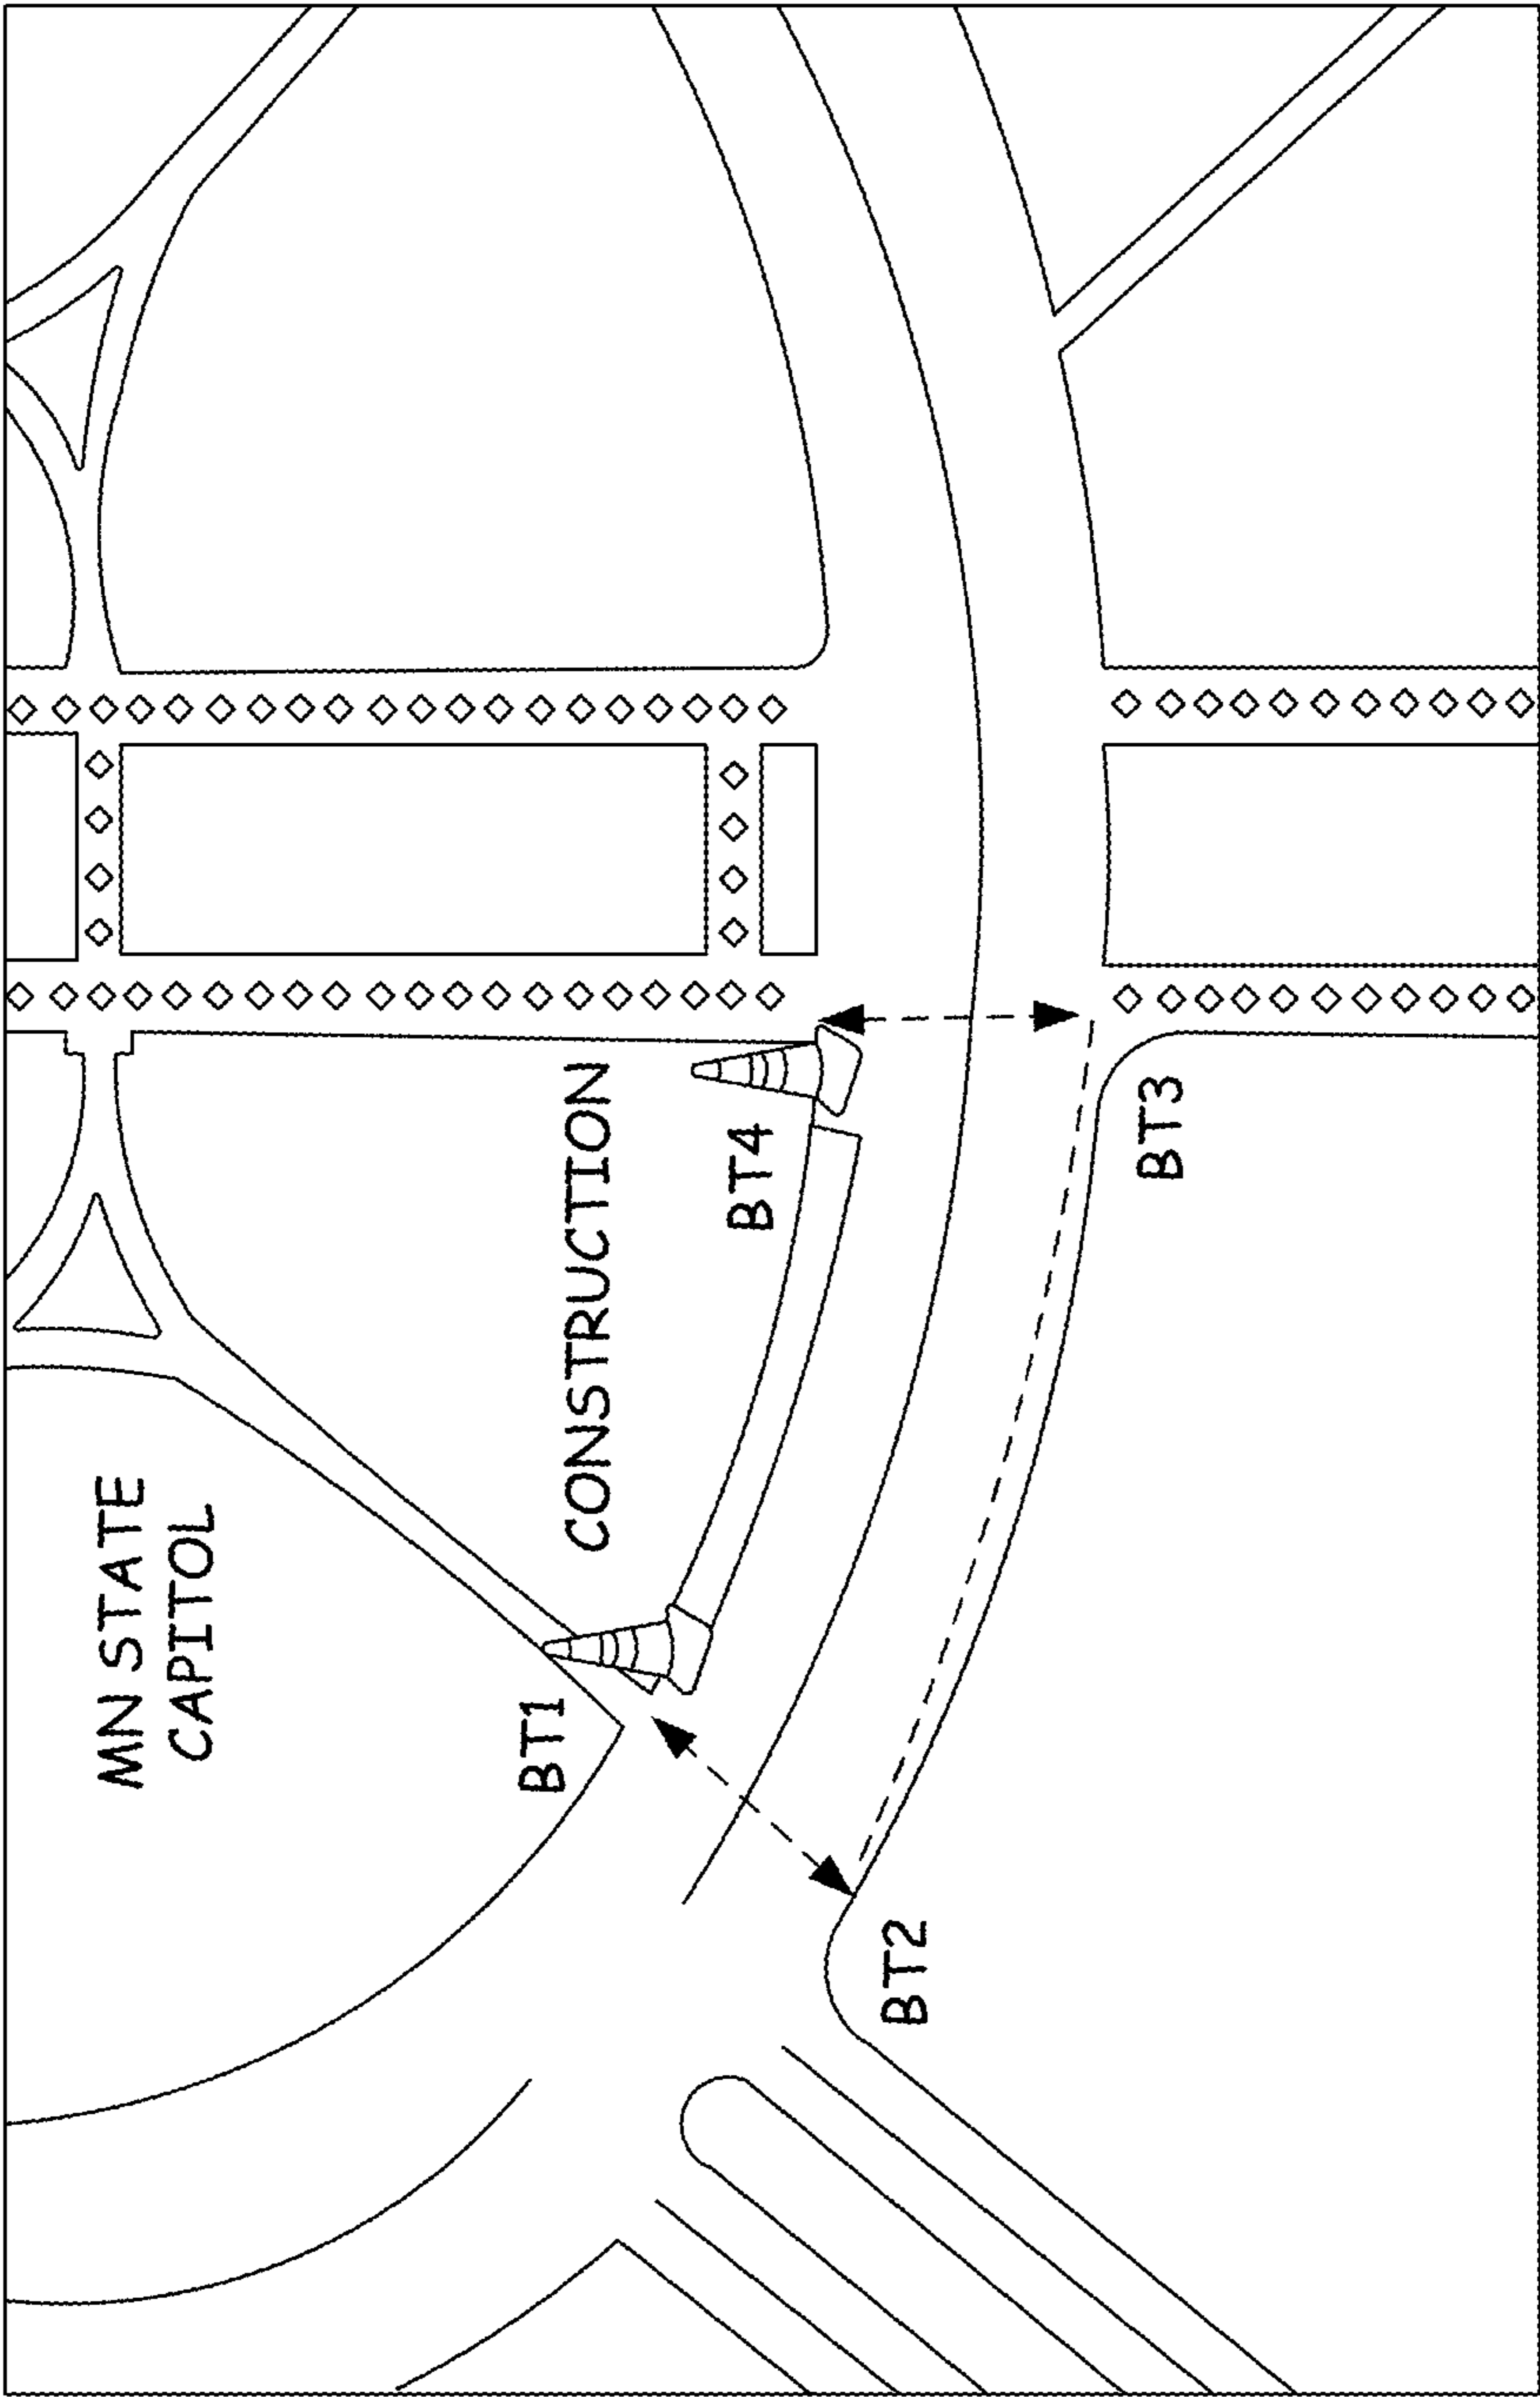 MN STATE
CAPITOL
CONSTRUCTION
BT1
BT4
BT2
BT3